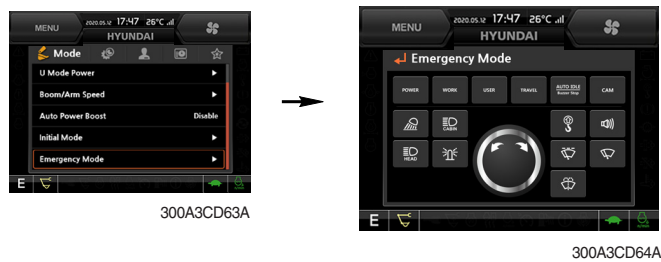 MENU
2020.05.12 17:47 26°C
HYUNDAI
Mode
U Mode Power
Boom/Arm Speed
Auto Power Boost Disable
Initial Mode
Emergency Mode
E
300A3CD63A
MENU
2020.05.12 17:47 26°C
HYUNDAI
Emergency Mode
POWER WORK USER TRAVEL AUTO IDLE CAM
Buzzer Stop
CABIN
HEAD
E
300A3CD64A